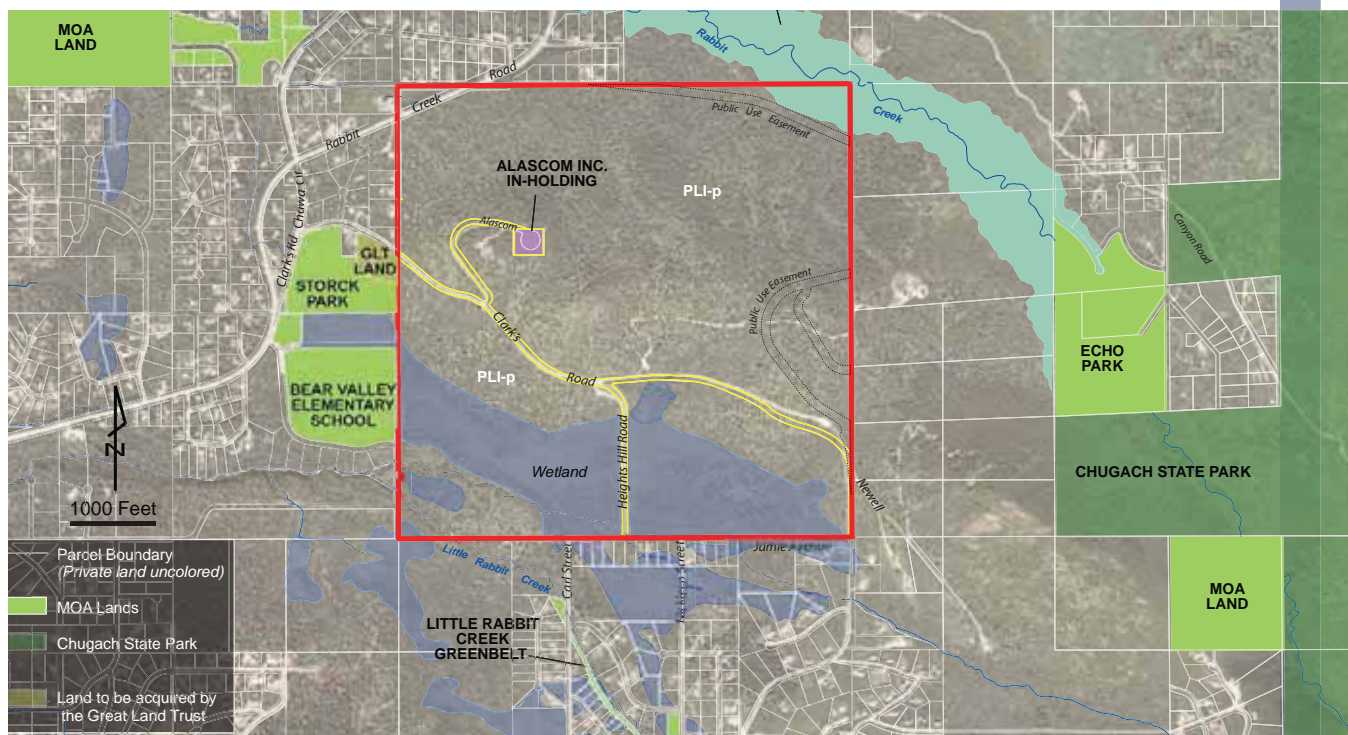 MOA
LAND
Rabbit
Creek
Rabbit Creek Road
Public Use Easement
ALASCOM INC.
IN-HOLDING
PLI-p
Alascom
Clark's Rd
Chawa Cir
GLT
LAND
STORCK
PARK
Canyon Road
Public Use Easement
Clark's Road
PLI-p
ECHO
PARK
BEAR VALLEY
ELEMENTARY
SCHOOL
Heights Hill Road
Wetland
Newell
CHUGACH STATE PARK
N
1000 Feet
Little Rabbit Creek
Carl Street
Street
Jamie
Parcel Boundary
(Private land uncolored)
MOA Lands
Chugach State Park
Land to be acquired by
the Great Land Trust
LITTLE RABBIT
CREEK
GREENBELT
MOA
LAND